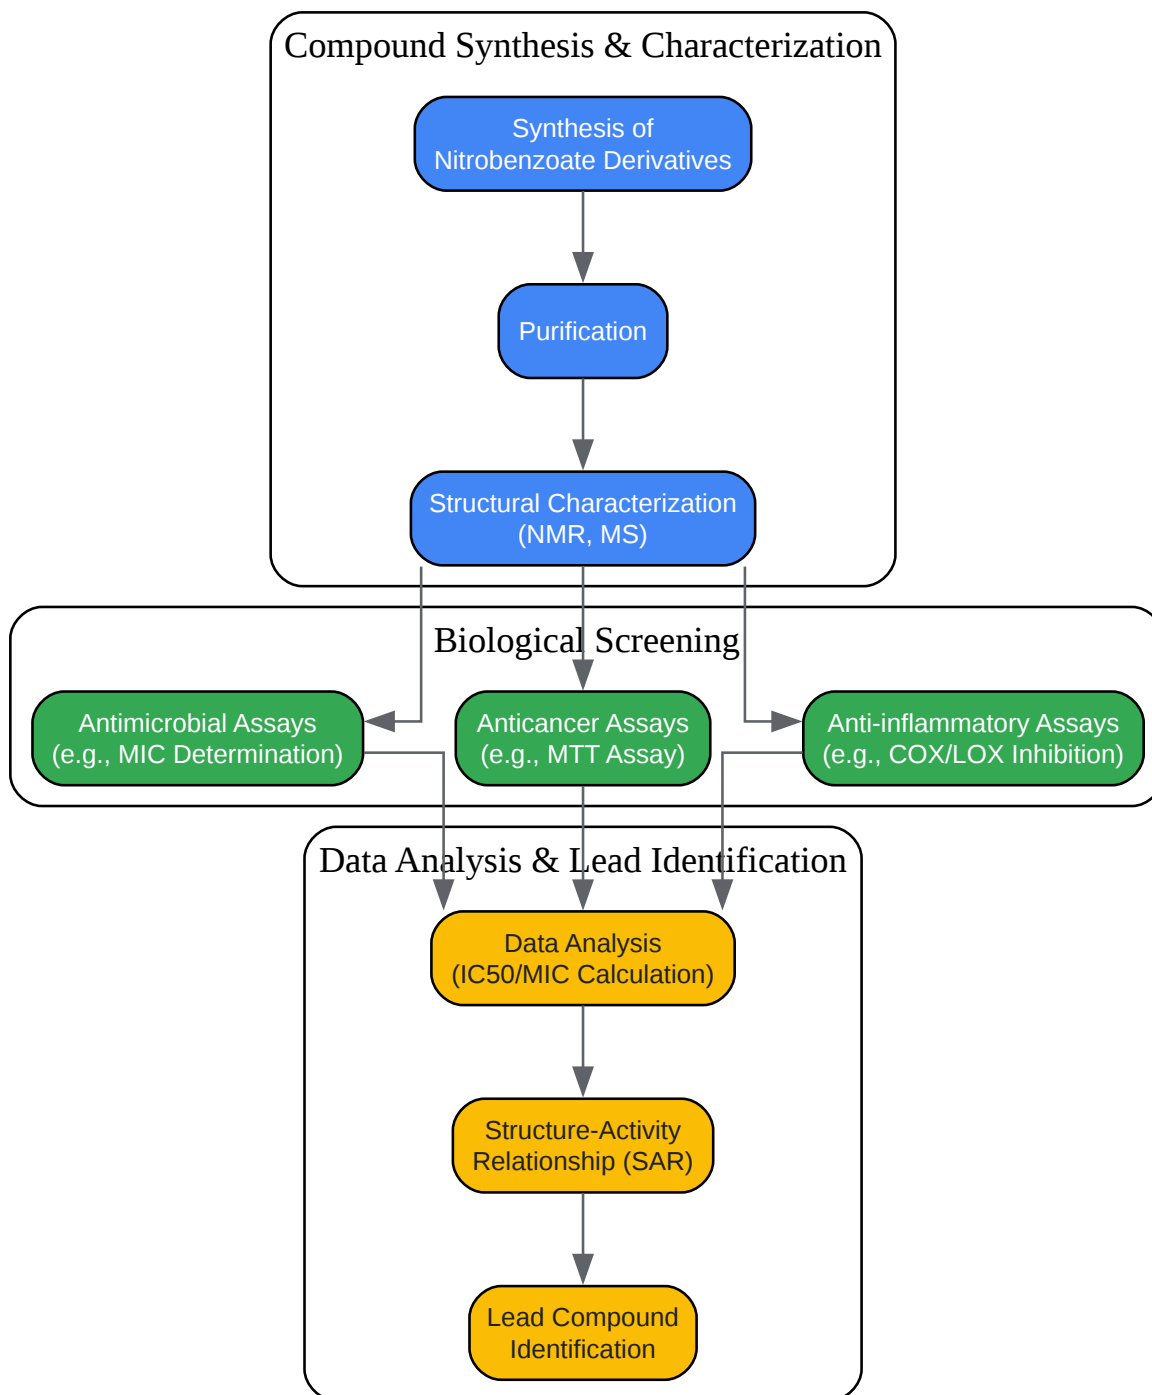 Compound Synthesis & Characterization
Synthesis of
Nitrobenzoate Derivatives
Purification
Structural Characterization
(NMR, MS)
Biological Screening
Antimicrobial Assays
(e.g., MIC Determination)
Anticancer Assays
(e.g., MTT Assay)
Anti-inflammatory Assays
(e.g., COX/LOX Inhibition)
Data Analysis & Lead Identification
Data Analysis
(IC50/MIC Calculation)
Structure-Activity
Relationship (SAR)
Lead Compound
Identification